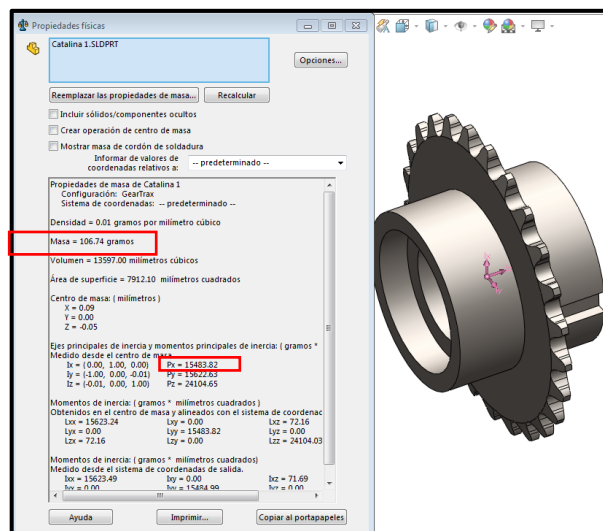 Propiedades físicas
Catalina 1.SLDPRT
Opciones...
Reemplazar las propiedades de masa...
Recalcular
Incluir sólidos/componentes ocultos
Crear operación de centro de masa
Mostrar masa de cordón de soldadura
Informar de valores de
coordenadas relativos a:
-- predeterminado --
Propiedades de masa de Catalina 1
Configuración: GearTrax
Sistema de coordenadas: -- predeterminado --
Densidad = 0.01 gramos por milímetro cúbico
Masa = 106.74 gramos
Volumen = 13597.00 milímetros cúbicos
Área de superficie = 7912.10 milímetros cuadrados
Centro de masa: ( milímetros )
X = 0.09
Y = 0.00
Z = -0.05
Ejes principales de inercia y momentos principales de inercia: ( gramos *
Medido desde el centro de masa
Ix = ( 0.00, 1.00, 0.00) Px = 15483.82
Iy = (-1.00, 0.00, -0.01) Py = 15622.63
Iz = (-0.01, 0.00, 1.00) Pz = 24104.65
Momentos de inercia: ( gramos * milímetros cuadrados )
Obtenidos en el centro de masa y alineados con el sistema de coordenac
Lxx = 15623.24 Lxy = 0.00 Lxz = 72.16
Lyx = 0.00 Lyy = 15483.82 Lyz = 0.00
Lzx = 72.16 Lzy = 0.00 Lzz = 24104.03
Momentos de inercia: ( gramos * milímetros cuadrados)
Medido desde el sistema de coordenadas de salida.
Ixx = 15623.49 Ixy = 0.00 Ixz = 71.69
Iyx = 0.00 Iyy = 15484.99 Iyz = 0.00
Ayuda
Imprimir...
Copiar al portapapeles